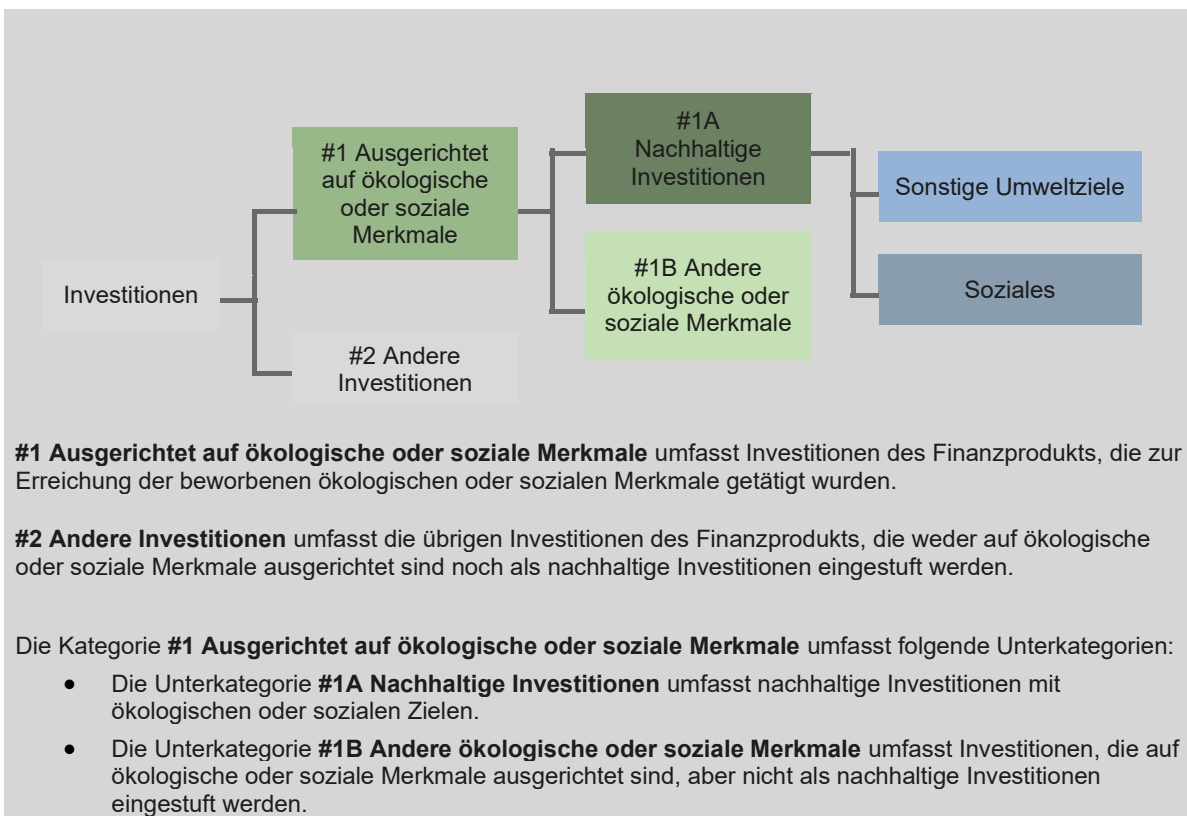 #1 Ausgerichtet
auf ökologische
oder soziale
Merkmale
#1A
Nachhaltige
Investitionen
Sonstige Umweltziele
#1B Andere
ökologische oder
soziale Merkmale
Soziales
Investitionen
#2 Andere
Investitionen
#1 Ausgerichtet auf ökologische oder soziale Merkmale umfasst Investitionen des Finanzprodukts, die zur
Erreichung der beworbenen ökologischen oder sozialen Merkmale getätigt wurden.
#2 Andere Investitionen umfasst die übrigen Investitionen des Finanzprodukts, die weder auf ökologische
oder soziale Merkmale ausgerichtet sind noch als nachhaltige Investitionen eingestuft werden.
Die Kategorie #1 Ausgerichtet auf ökologische oder soziale Merkmale umfasst folgende Unterkategorien:
• Die Unterkategorie #1A Nachhaltige Investitionen umfasst nachhaltige Investitionen mit
ökologischen oder sozialen Zielen.
• Die Unterkategorie #1B Andere ökologische oder soziale Merkmale umfasst Investitionen, die auf
ökologische oder soziale Merkmale ausgerichtet sind, aber nicht als nachhaltige Investitionen
eingestuft werden.